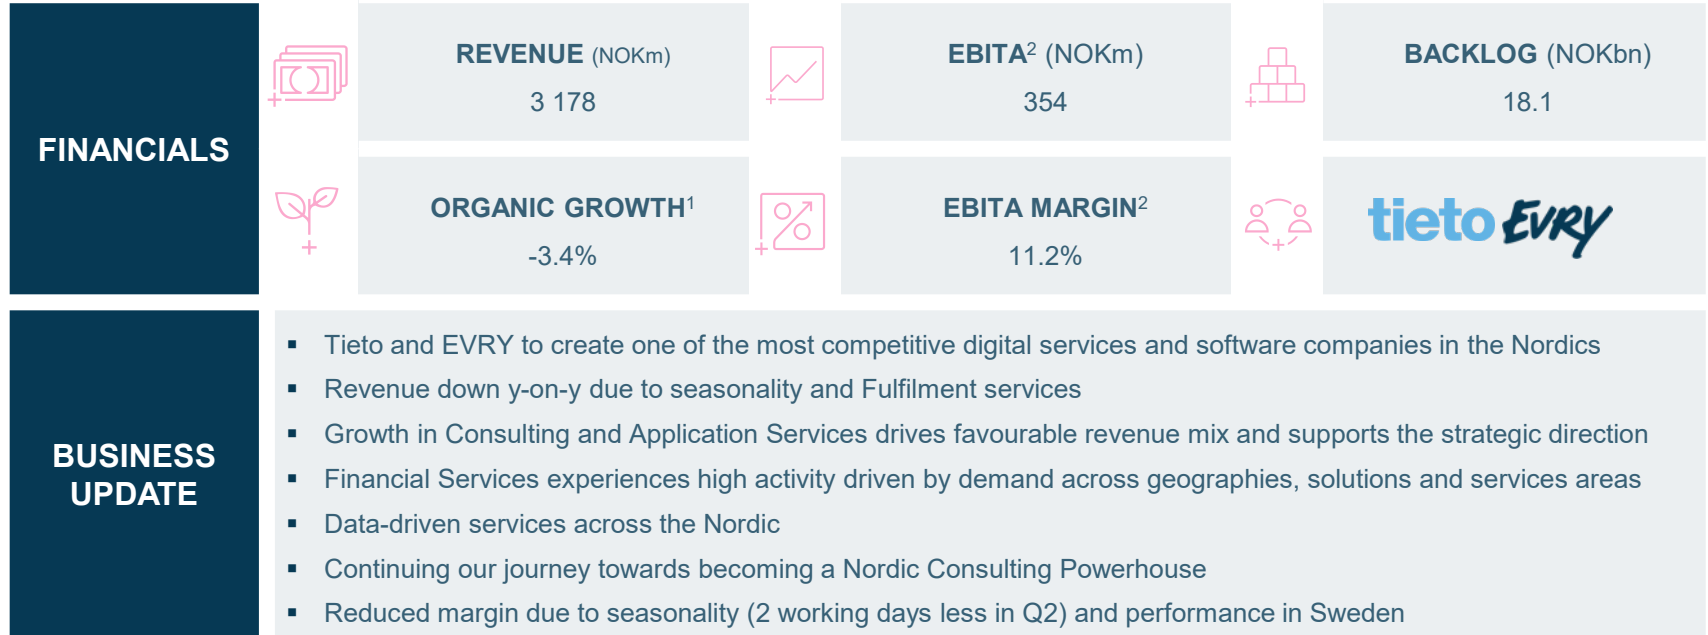 FINANCIALS
REVENUE (NOKm)
3 178
EBITA² (NOKm)
354
BACKLOG (NOKbn)
18.1
ORGANIC GROWTH¹
-3.4%
EBITA MARGIN²
11.2%
tieto EVRY
BUSINESS
UPDATE
▪ Tieto and EVRY to create one of the most competitive digital services and software companies in the Nordics
▪ Revenue down y-on-y due to seasonality and Fulfilment services
▪ Growth in Consulting and Application Services drives favourable revenue mix and supports the strategic direction
▪ Financial Services experiences high activity driven by demand across geographies, solutions and services areas
▪ Data-driven services across the Nordic
▪ Continuing our journey towards becoming a Nordic Consulting Powerhouse
▪ Reduced margin due to seasonality (2 working days less in Q2) and performance in Sweden